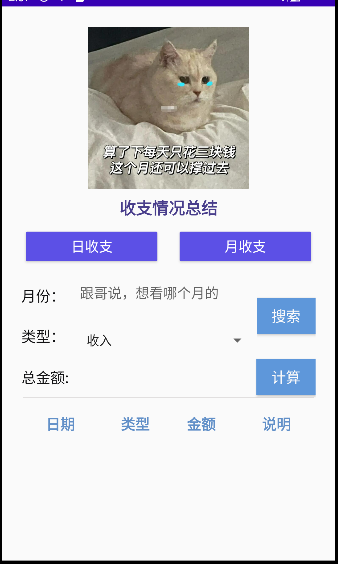 算了下每天只花三块钱
这个月还可以撑过去
收支情况总结
日收支
月收支
月份：
跟哥说，想看哪个月的
搜索
类型：
收入
总金额:
计算
日期
类型
金额
说明